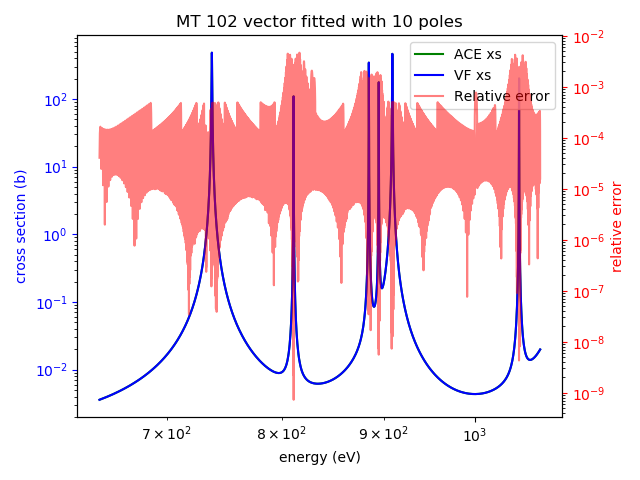 MT 102 vector fitted with 10 poles
ACE xs
VF xs
Relative error
cross section (b)
10²
10¹
10⁰
10⁻¹
10⁻²
10⁻²
10⁻³
10⁻⁴
10⁻⁵
10⁻⁶
10⁻⁷
10⁻⁸
10⁻⁹
relative error
7 × 10² 8 × 10² 9 × 10² 10³
energy (eV)